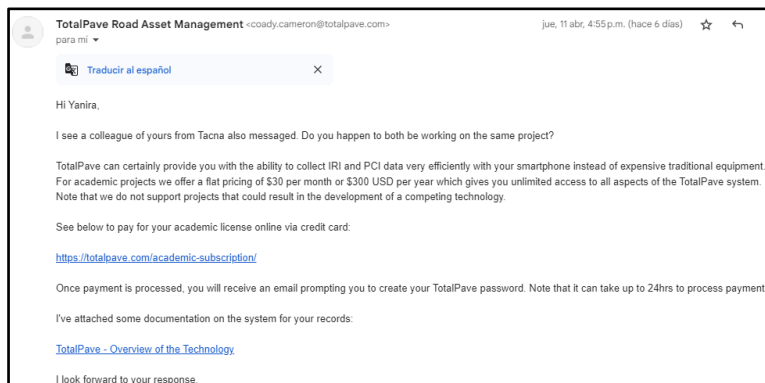 TotalPave Road Asset Management <coady.cameron@totalpave.com>
jue, 11 abr, 4:55 p.m. (hace 6 días)
para mí
Traducir al español
Hi Yanira,
I see a colleague of yours from Tacna also messaged. Do you happen to both be working on the same project?
TotalPave can certainly provide you with the ability to collect IRI and PCI data very efficiently with your smartphone instead of expensive traditional equipment.
For academic projects we offer a flat pricing of $30 per month or $300 USD per year which gives you unlimited access to all aspects of the TotalPave system.
Note that we do not support projects that could result in the development of a competing technology.
See below to pay for your academic license online via credit card:
https://totalpave.com/academic-subscription/
Once payment is processed, you will receive an email prompting you to create your TotalPave password. Note that it can take up to 24hrs to process payment
I've attached some documentation on the system for your records:
TotalPave - Overview of the Technology
I look forward to your response.